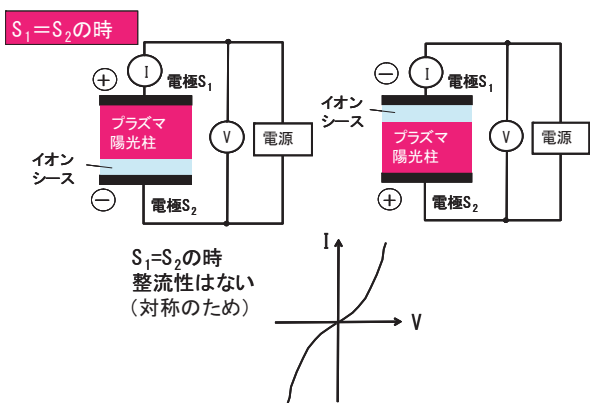 S₁=S₂の時
⊕
I
電極S₁
プラズマ
陽光柱
イオン
シース
V
電源
⊖
電極S₂
⊖
I
電極S₁
イオン
シース
プラズマ
陽光柱
V
電源
⊕
電極S₂
S₁=S₂の時
整流性はない
(対称のため)
I
V